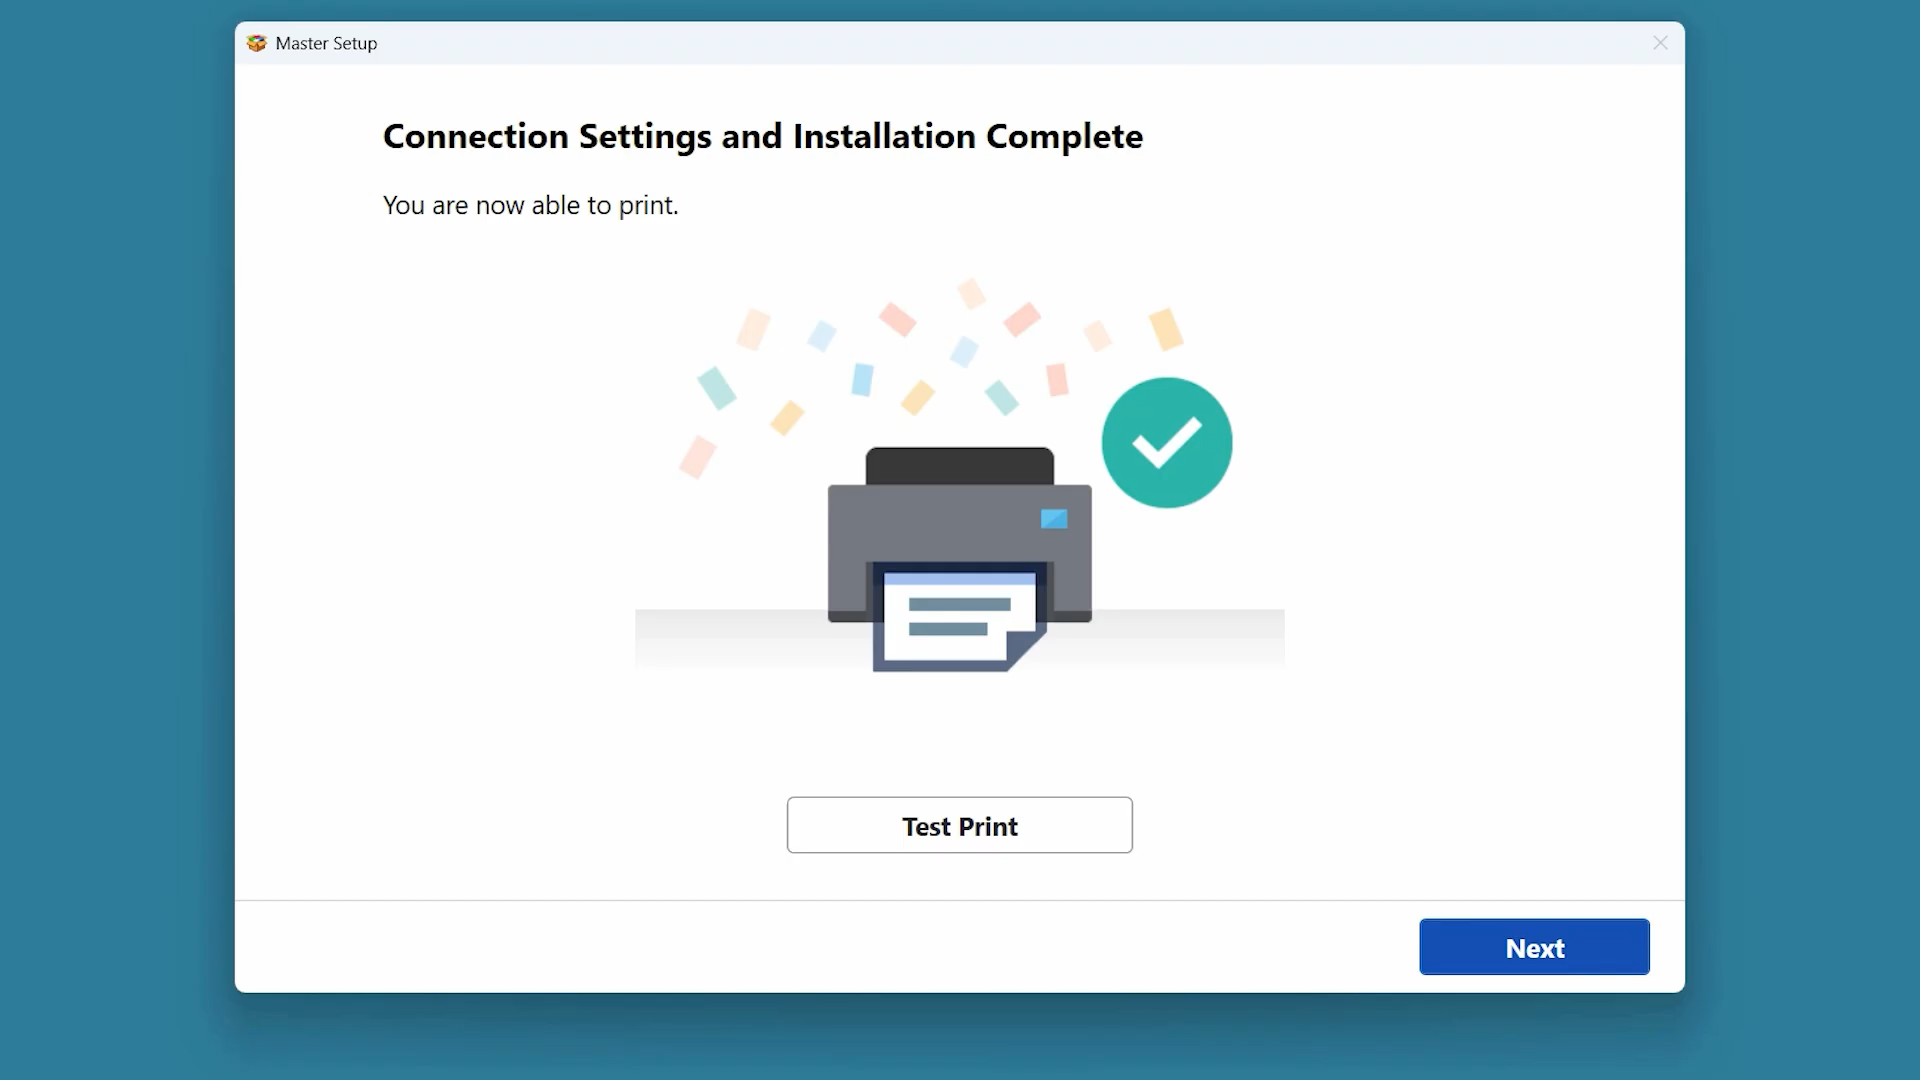 Master Setup
Connection Settings and Installation Complete
You are now able to print.
Test Print
Next